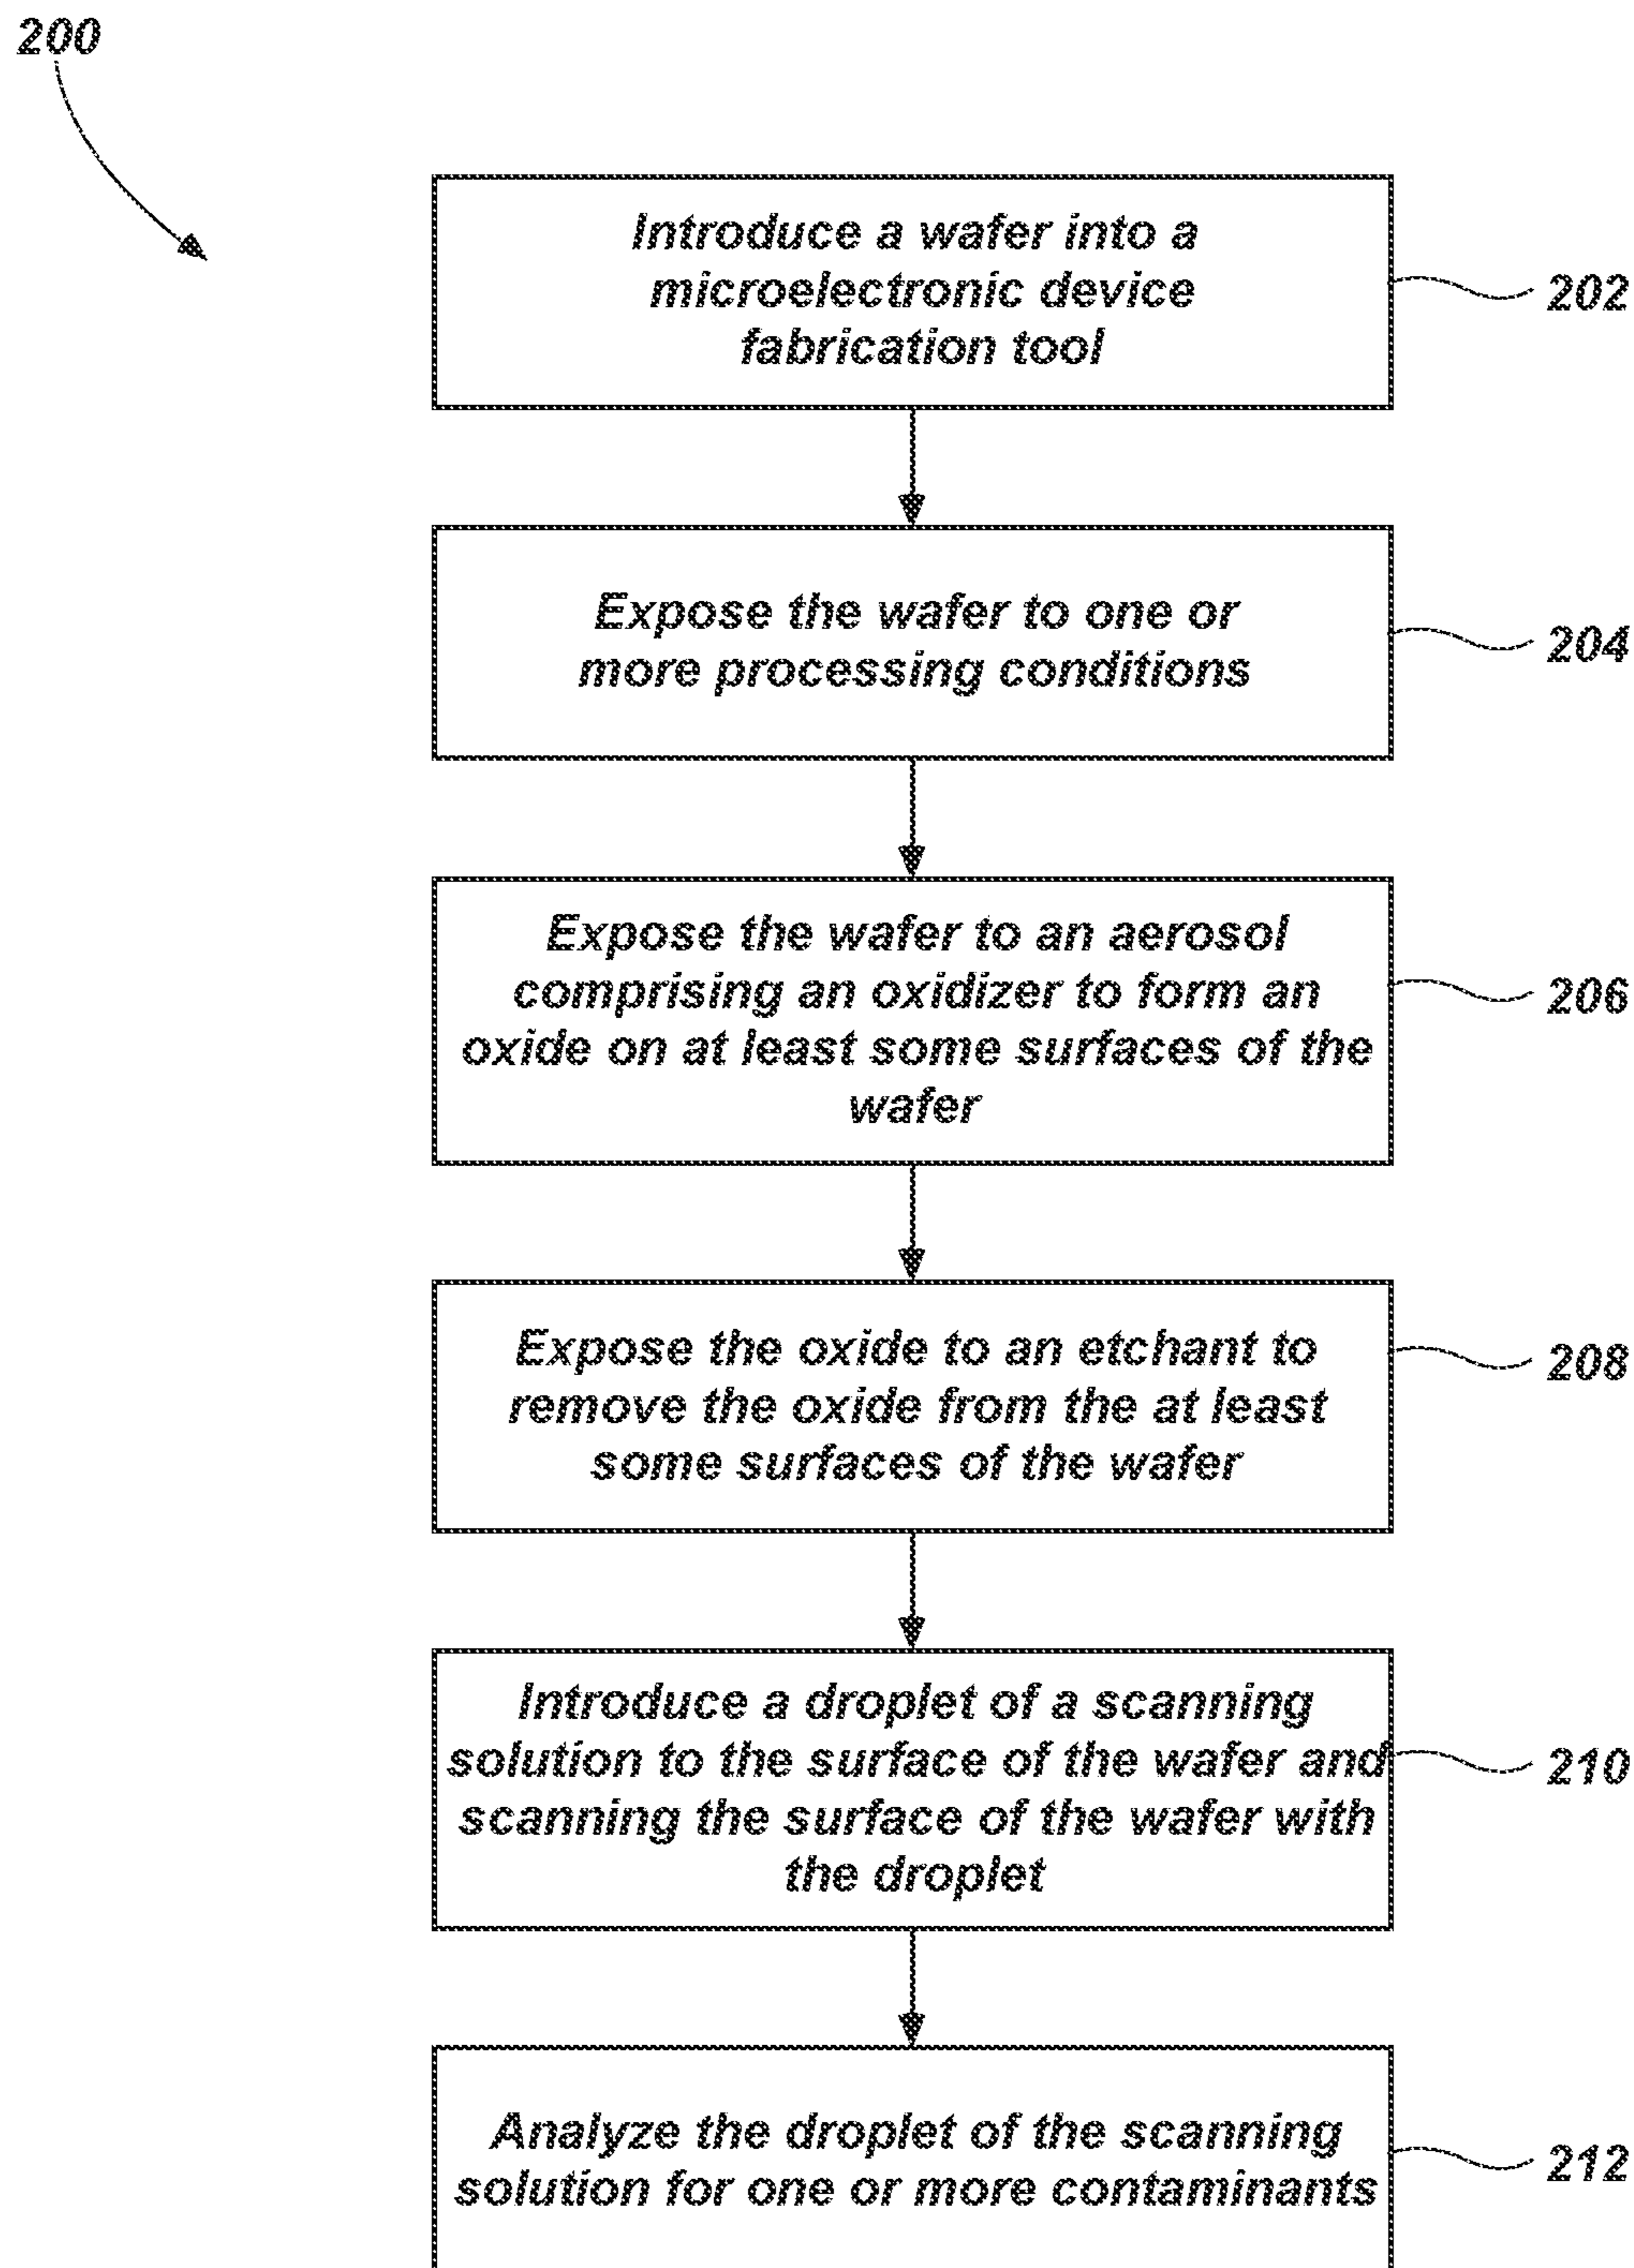 200
Introduce a wafer into a
microelectronic device
fabrication tool
202
Expose the wafer to one or
more processing conditions
204
Expose the wafer to an aerosol
comprising an oxidizer to form an
oxide on at least some surfaces of the
wafer
206
Expose the oxide to an etchant to
remove the oxide from the at least
some surfaces of the wafer
208
Introduce a droplet of a scanning
solution to the surface of the wafer and
scanning the surface of the wafer with
the droplet
210
Analyze the droplet of the scanning
solution for one or more contaminants
212